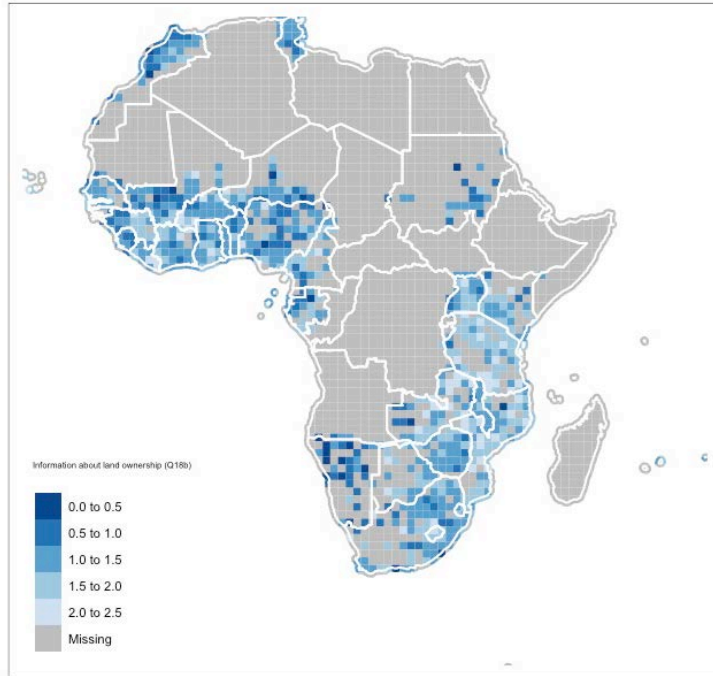 Information about land ownership (Q18b)
0.0 to 0.5
0.5 to 1.0
1.0 to 1.5
1.5 to 2.0
2.0 to 2.5
Missing